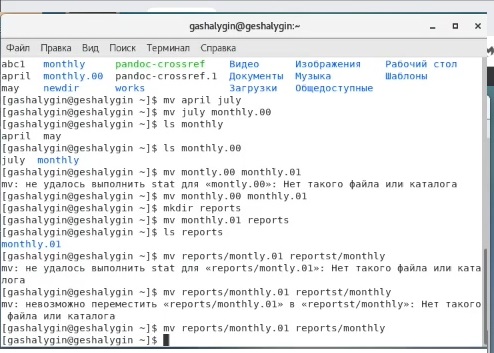 gashalygin@geshalygin:~
Файл Правка Вид Поиск Терминал Справка
abc1 monthly pandoc-crossref Видео Изображения Рабочий стол
april monthly.00 pandoc-crossref.1 Документы Музыка Шаблоны
may newdir works Загрузки Общедоступные
[gashalygin@geshalygin ~]$ mv april july
[gashalygin@geshalygin ~]$ mv july monthly.00
[gashalygin@geshalygin ~]$ ls monthly
april may
[gashalygin@geshalygin ~]$ ls monthly.00
july monthly
[gashalygin@geshalygin ~]$ mv montly.00 monthly.01
mv: не удалось выполнить stat для «montly.00»: Нет такого файла или каталога
[gashalygin@geshalygin ~]$ mv monthly.00 monthly.01
[gashalygin@geshalygin ~]$ mkdir reports
[gashalygin@geshalygin ~]$ mv monthly.01 reports
[gashalygin@geshalygin ~]$ ls reports
monthly.01
[gashalygin@geshalygin ~]$ mv reports/montly.01 reportst/monthly
mv: не удалось выполнить stat для «reports/montly.01»: Нет такого файла или ката
лога
[gashalygin@geshalygin ~]$ mv reports/monthly.01 reportst/monthly
mv: невозможно переместить «reports/monthly.01» в «reportst/monthly»: Нет такого
файла или каталога
[gashalygin@geshalygin ~]$ mv reports/monthly.01 reports/monthly
[gashalygin@geshalygin ~]$